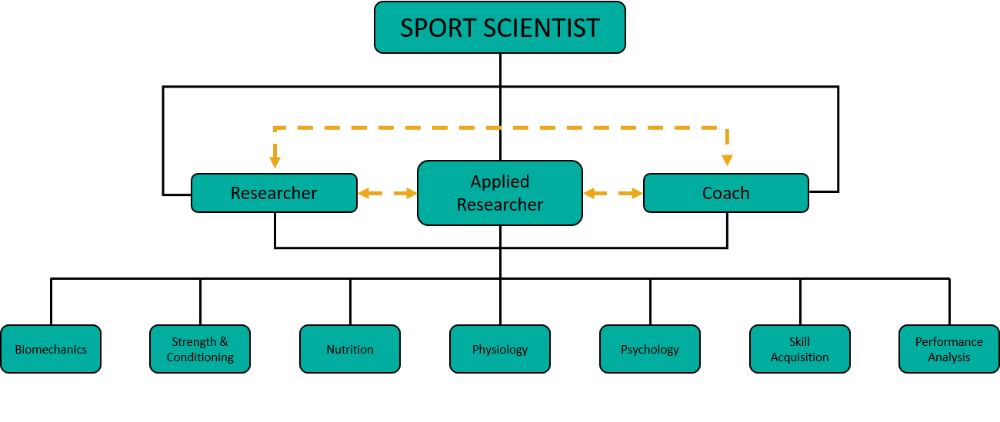 SPORT SCIENTIST
Researcher
Applied
Researcher
Coach
Biomechanics
Strength &
Conditioning
Nutrition
Physiology
Psychology
Skill
Acquisition
Performance
Analysis